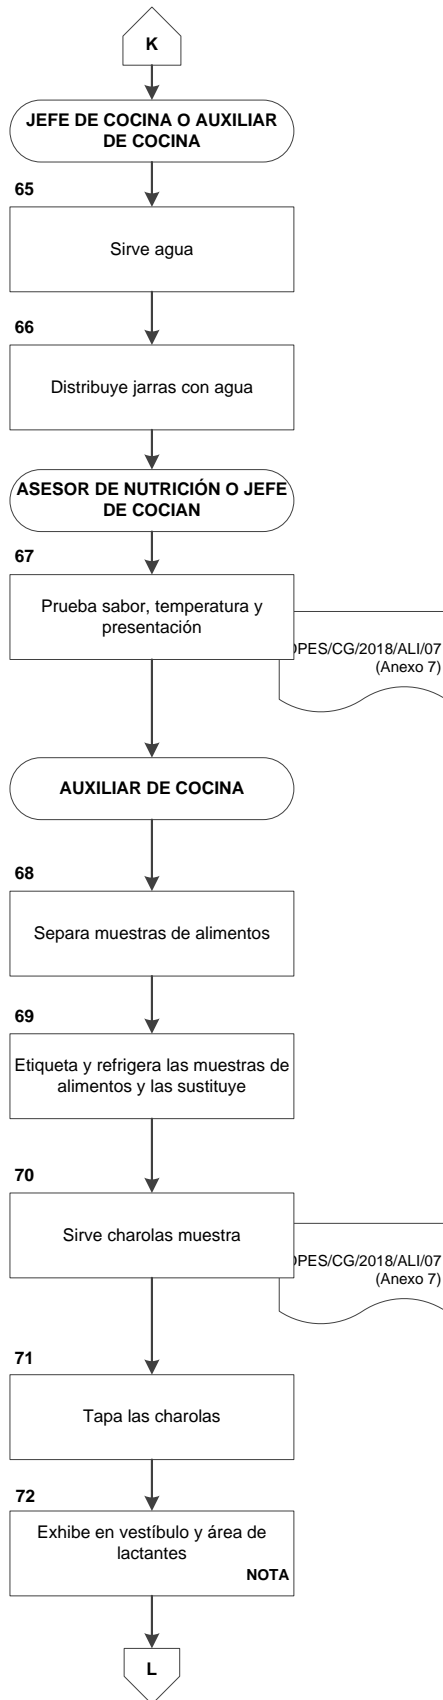 K
JEFE DE COCINA O AUXILIAR
DE COCINA
65
Sirve agua
66
Distribuye jarras con agua
ASESOR DE NUTRICIÓN O JEFE
DE COCIAN
67
Prueba sabor, temperatura y
presentación
OPES/CG/2018/ALI/07
(Anexo 7)
AUXILIAR DE COCINA
68
Separa muestras de alimentos
69
Etiqueta y refrigera las muestras de
alimentos y las sustituye
70
Sirve charolas muestra
OPES/CG/2018/ALI/07
(Anexo 7)
71
Tapa las charolas
72
Exhibe en vestíbulo y área de
lactantes
NOTA
L